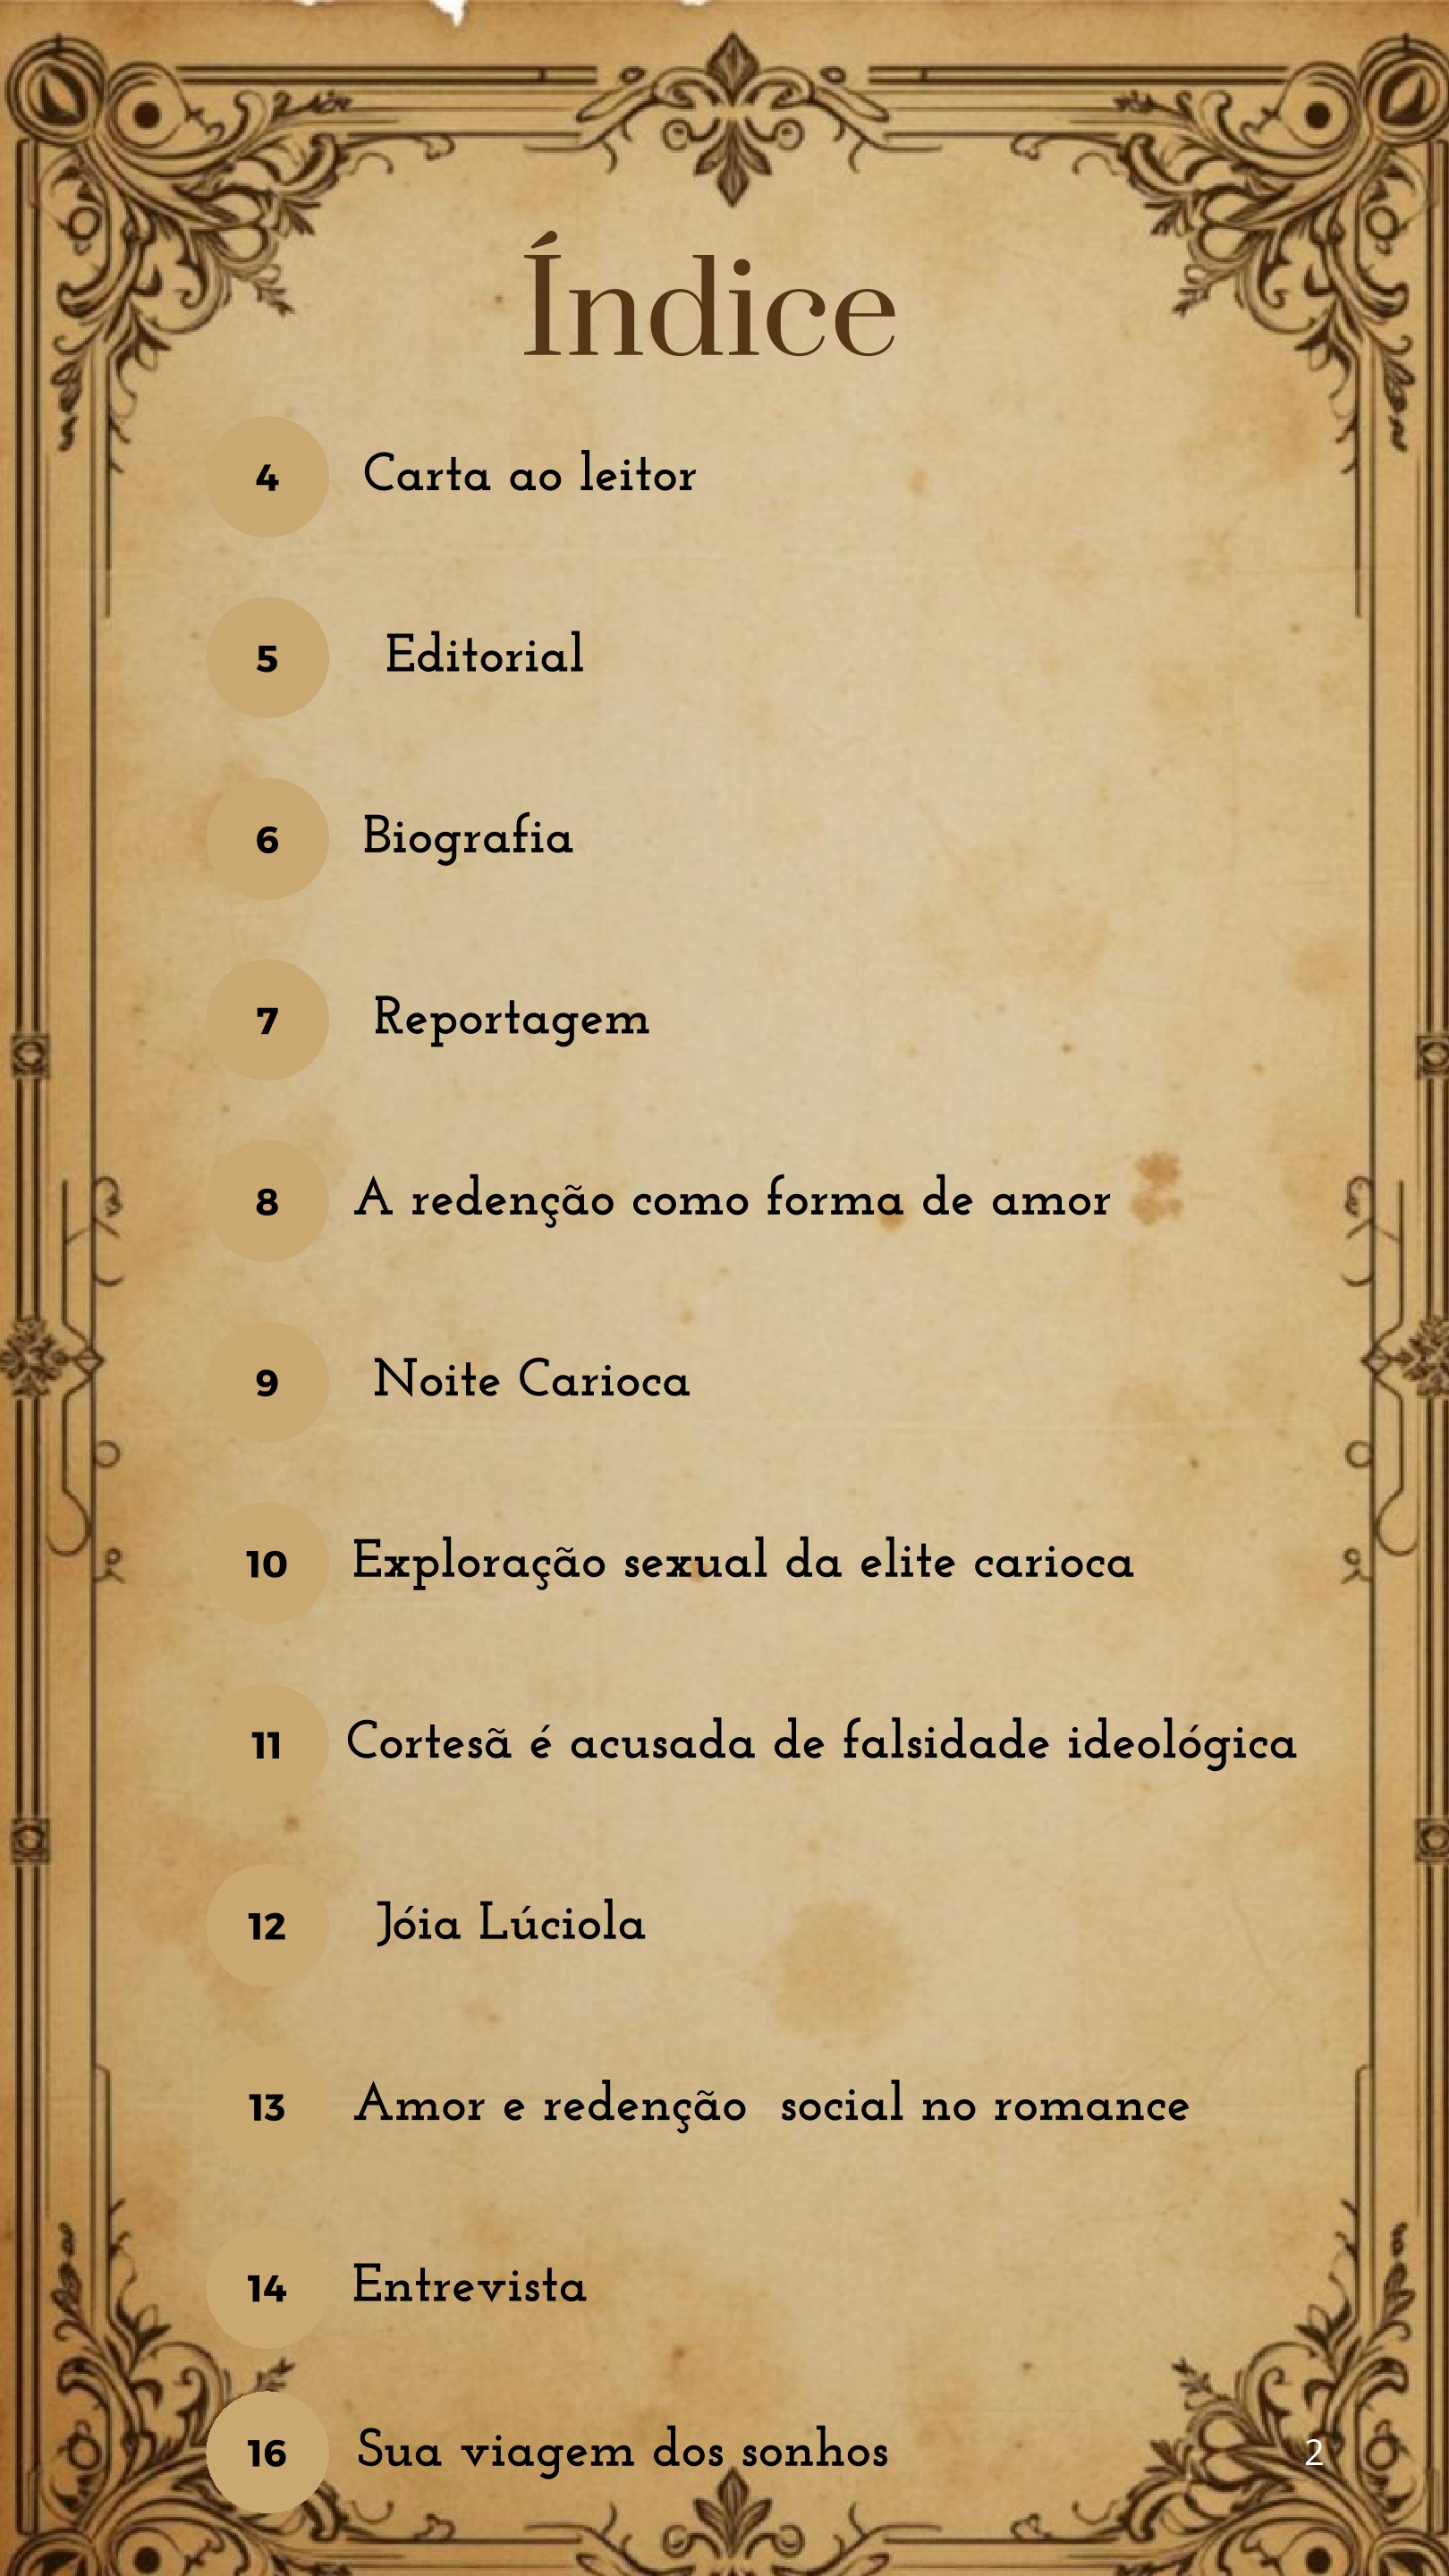 Índice
4 Carta ao leitor
5 Editorial
6 Biografia
7 Reportagem
8 A redenção como forma de amor
9 Noite Carioca
10 Exploração sexual da elite carioca
11 Cortesã é acusada de falsidade ideológica
12 Jóia Lúciola
13 Amor e redenção social no romance
14 Entrevista
16 Sua viagem dos sonhos
2